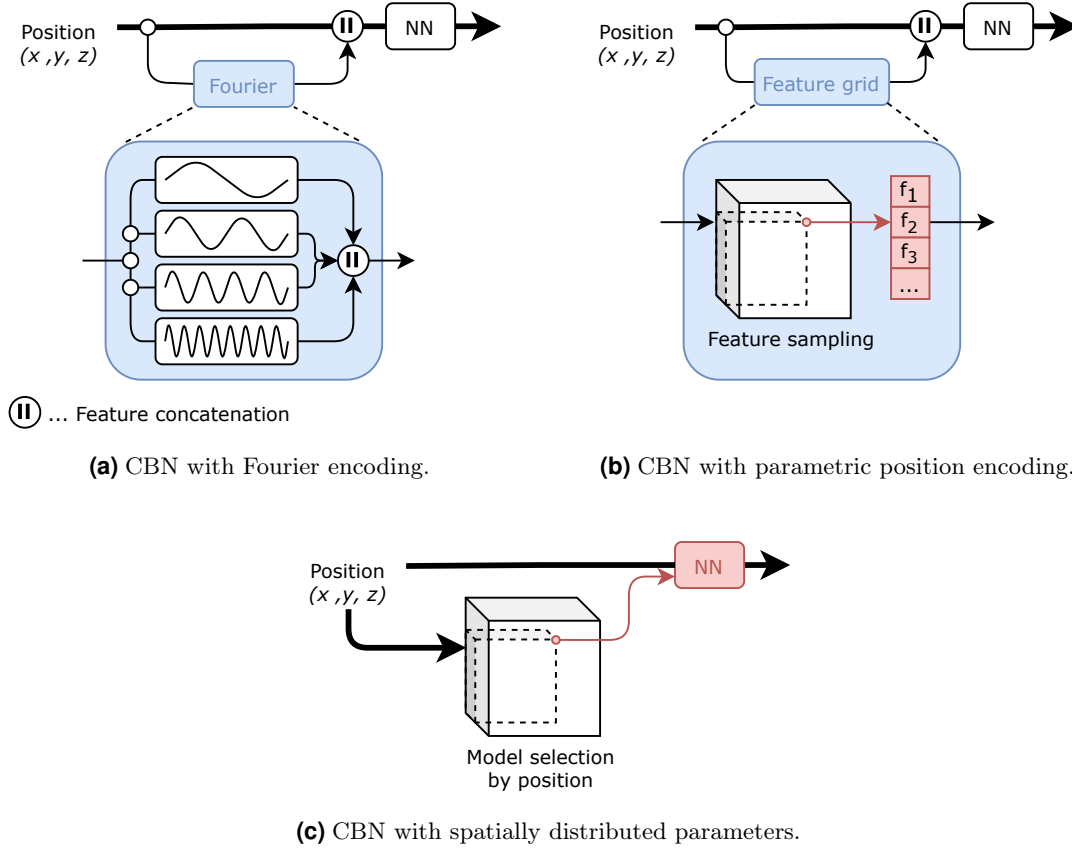 Position
(x ,y, z)
NN
Fourier
... Feature concatenation
(a) CBN with Fourier encoding.
Position
(x ,y, z)
NN
Feature grid
f1
f2
f3
...
Feature sampling
(b) CBN with parametric position encoding.
Position
(x ,y, z)
NN
Model selection
by position
(c) CBN with spatially distributed parameters.